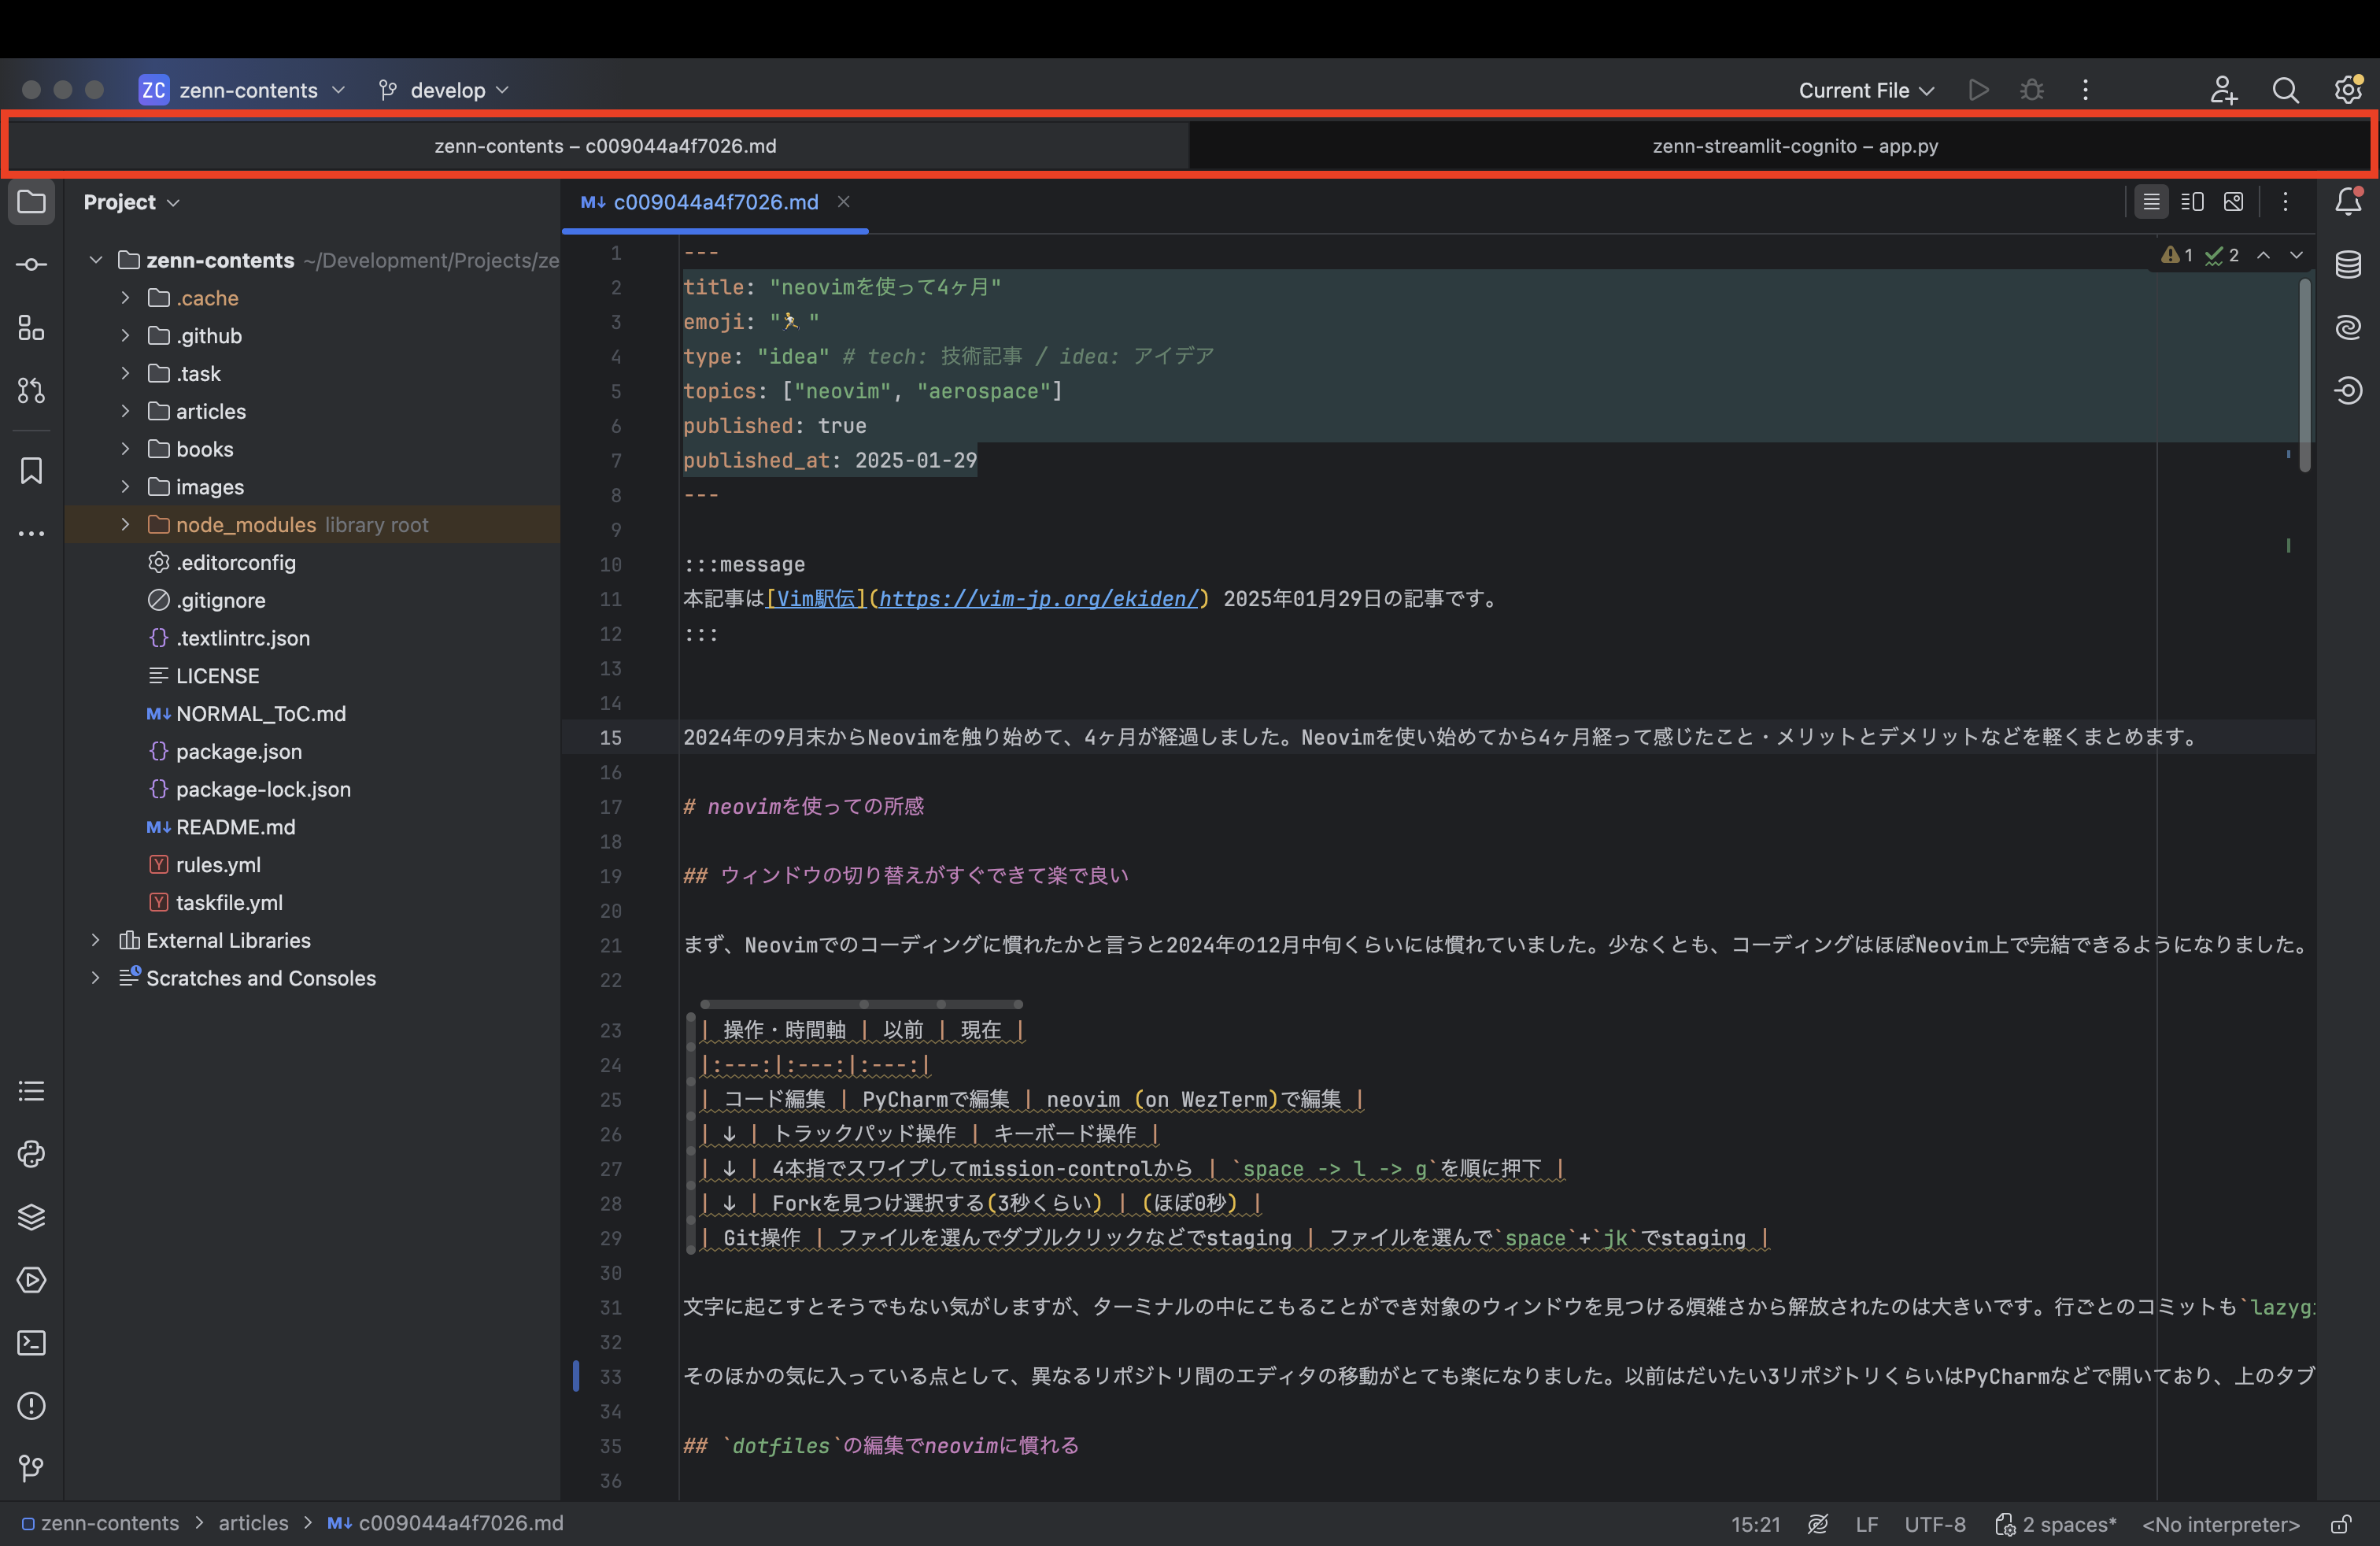 ZC zenn-contents develop Current File
zenn-contents – c009044a4f7026.md
zenn-streamlit-cognito – app.py
Project
M↓ c009044a4f7026.md
zenn-contents ~/Development/Projects/ze
.cache
.github
.task
articles
books
images
node_modules library root
.editorconfig
.gitignore
{} .textlintrc.json
LICENSE
M↓ NORMAL_ToC.md
{} package.json
{} package-lock.json
M↓ README.md
Y rules.yml
Y taskfile.yml
External Libraries
Scratches and Consoles
1 2
1 ---
2 title: "neovimを使って4ヶ月"
3 emoji: "🏃"
4 type: "idea" # tech: 技術記事 / idea: アイデア
5 topics: ["neovim", "aerospace"]
6 published: true
7 published_at: 2025-01-29
8 ---
9
10 :::message
11 本記事は[Vim駅伝](https://vim-jp.org/ekiden/) 2025年01月29日の記事です。
12 :::
13
14
15 2024年の9月末からNeovimを触り始めて、4ヶ月が経過しました。Neovimを使い始めてから4ヶ月経って感じたこと・メリットとデメリットなどを軽くまとめます。
16
17 # neovimを使っての所感
18
19 ## ウィンドウの切り替えがすぐできて楽で良い
20
21 まず、Neovimでのコーディングに慣れたかと言うと2024年の12月中旬くらいには慣れていました。少なくとも、コーディングはほぼNeovim上で完結できるようになりました。
22
23 | 操作・時間軸 | 以前 | 現在 |
24 |:---:|:---:|:---:|
25 | コード編集 | PyCharmで編集 | neovim (on WezTerm)で編集 |
26 | ↓ | トラックパッド操作 | キーボード操作 |
27 | ↓ | 4本指でスワイプしてmission-controlから | `space -> l -> g`を順に押下 |
28 | ↓ | Forkを見つけ選択する(3秒くらい) | (ほぼ0秒) |
29 | Git操作 | ファイルを選んでダブルクリックなどでstaging | ファイルを選んで`space`+`jk`でstaging |
30
31 文字に起こすとそうでもない気がしますが、ターミナルの中にこもることができ対象のウィンドウを見つける煩雑さから解放されたのは大きいです。行ごとのコミットも`lazyg
32
33 そのほかの気に入っている点として、異なるリポジトリ間のエディタの移動がとても楽になりました。以前はだいたい3リポジトリくらいはPyCharmなどで開いており、上のタブ
34
35 ## `dotfiles`の編集でneovimに慣れる
36
zenn-contents > articles > M↓ c009044a4f7026.md
15:21 LF UTF-8 2 spaces* <No interpreter>